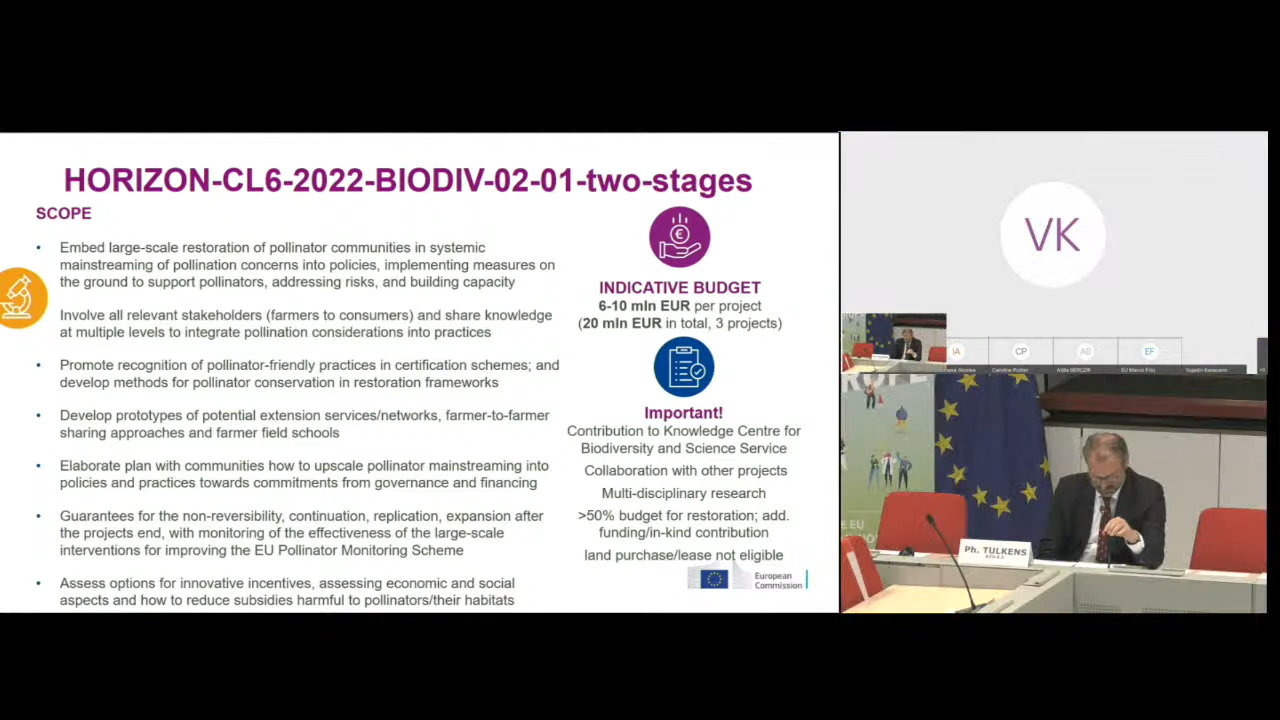 HORIZON-CL6-2022-BIODIV-02-01-two-stages
SCOPE
• Embed large-scale restoration of pollinator communities in systemic
mainstreaming of pollination concerns into policies, implementing measures on
the ground to support pollinators, addressing risks, and building capacity
Involve all relevant stakeholders (farmers to consumers) and share knowledge
at multiple levels to integrate pollination considerations into practices
• Promote recognition of pollinator-friendly practices in certification schemes; and
develop methods for pollinator conservation in restoration frameworks
• Develop prototypes of potential extension services/networks, farmer-to-farmer
sharing approaches and farmer field schools
• Elaborate plan with communities how to upscale pollinator mainstreaming into
policies and practices towards commitments from governance and financing
• Guarantees for the non-reversibility, continuation, replication, expansion after
the projects end, with monitoring of the effectiveness of the large-scale
interventions for improving the EU Pollinator Monitoring Scheme
• Assess options for innovative incentives, assessing economic and social
aspects and how to reduce subsidies harmful to pollinators/their habitats
€
INDICATIVE BUDGET
6-10 mln EUR per project
(20 mln EUR in total, 3 projects)
Important!
Contribution to Knowledge Centre for
Biodiversity and Science Service
Collaboration with other projects
Multi-disciplinary research
>50% budget for restoration; add.
funding/in-kind contribution
land purchase/lease not eligible
European
Commission
VK
IA
CP
AB
EF
Caroline Potter
EU Marco Fritz
Ph. TULKENS